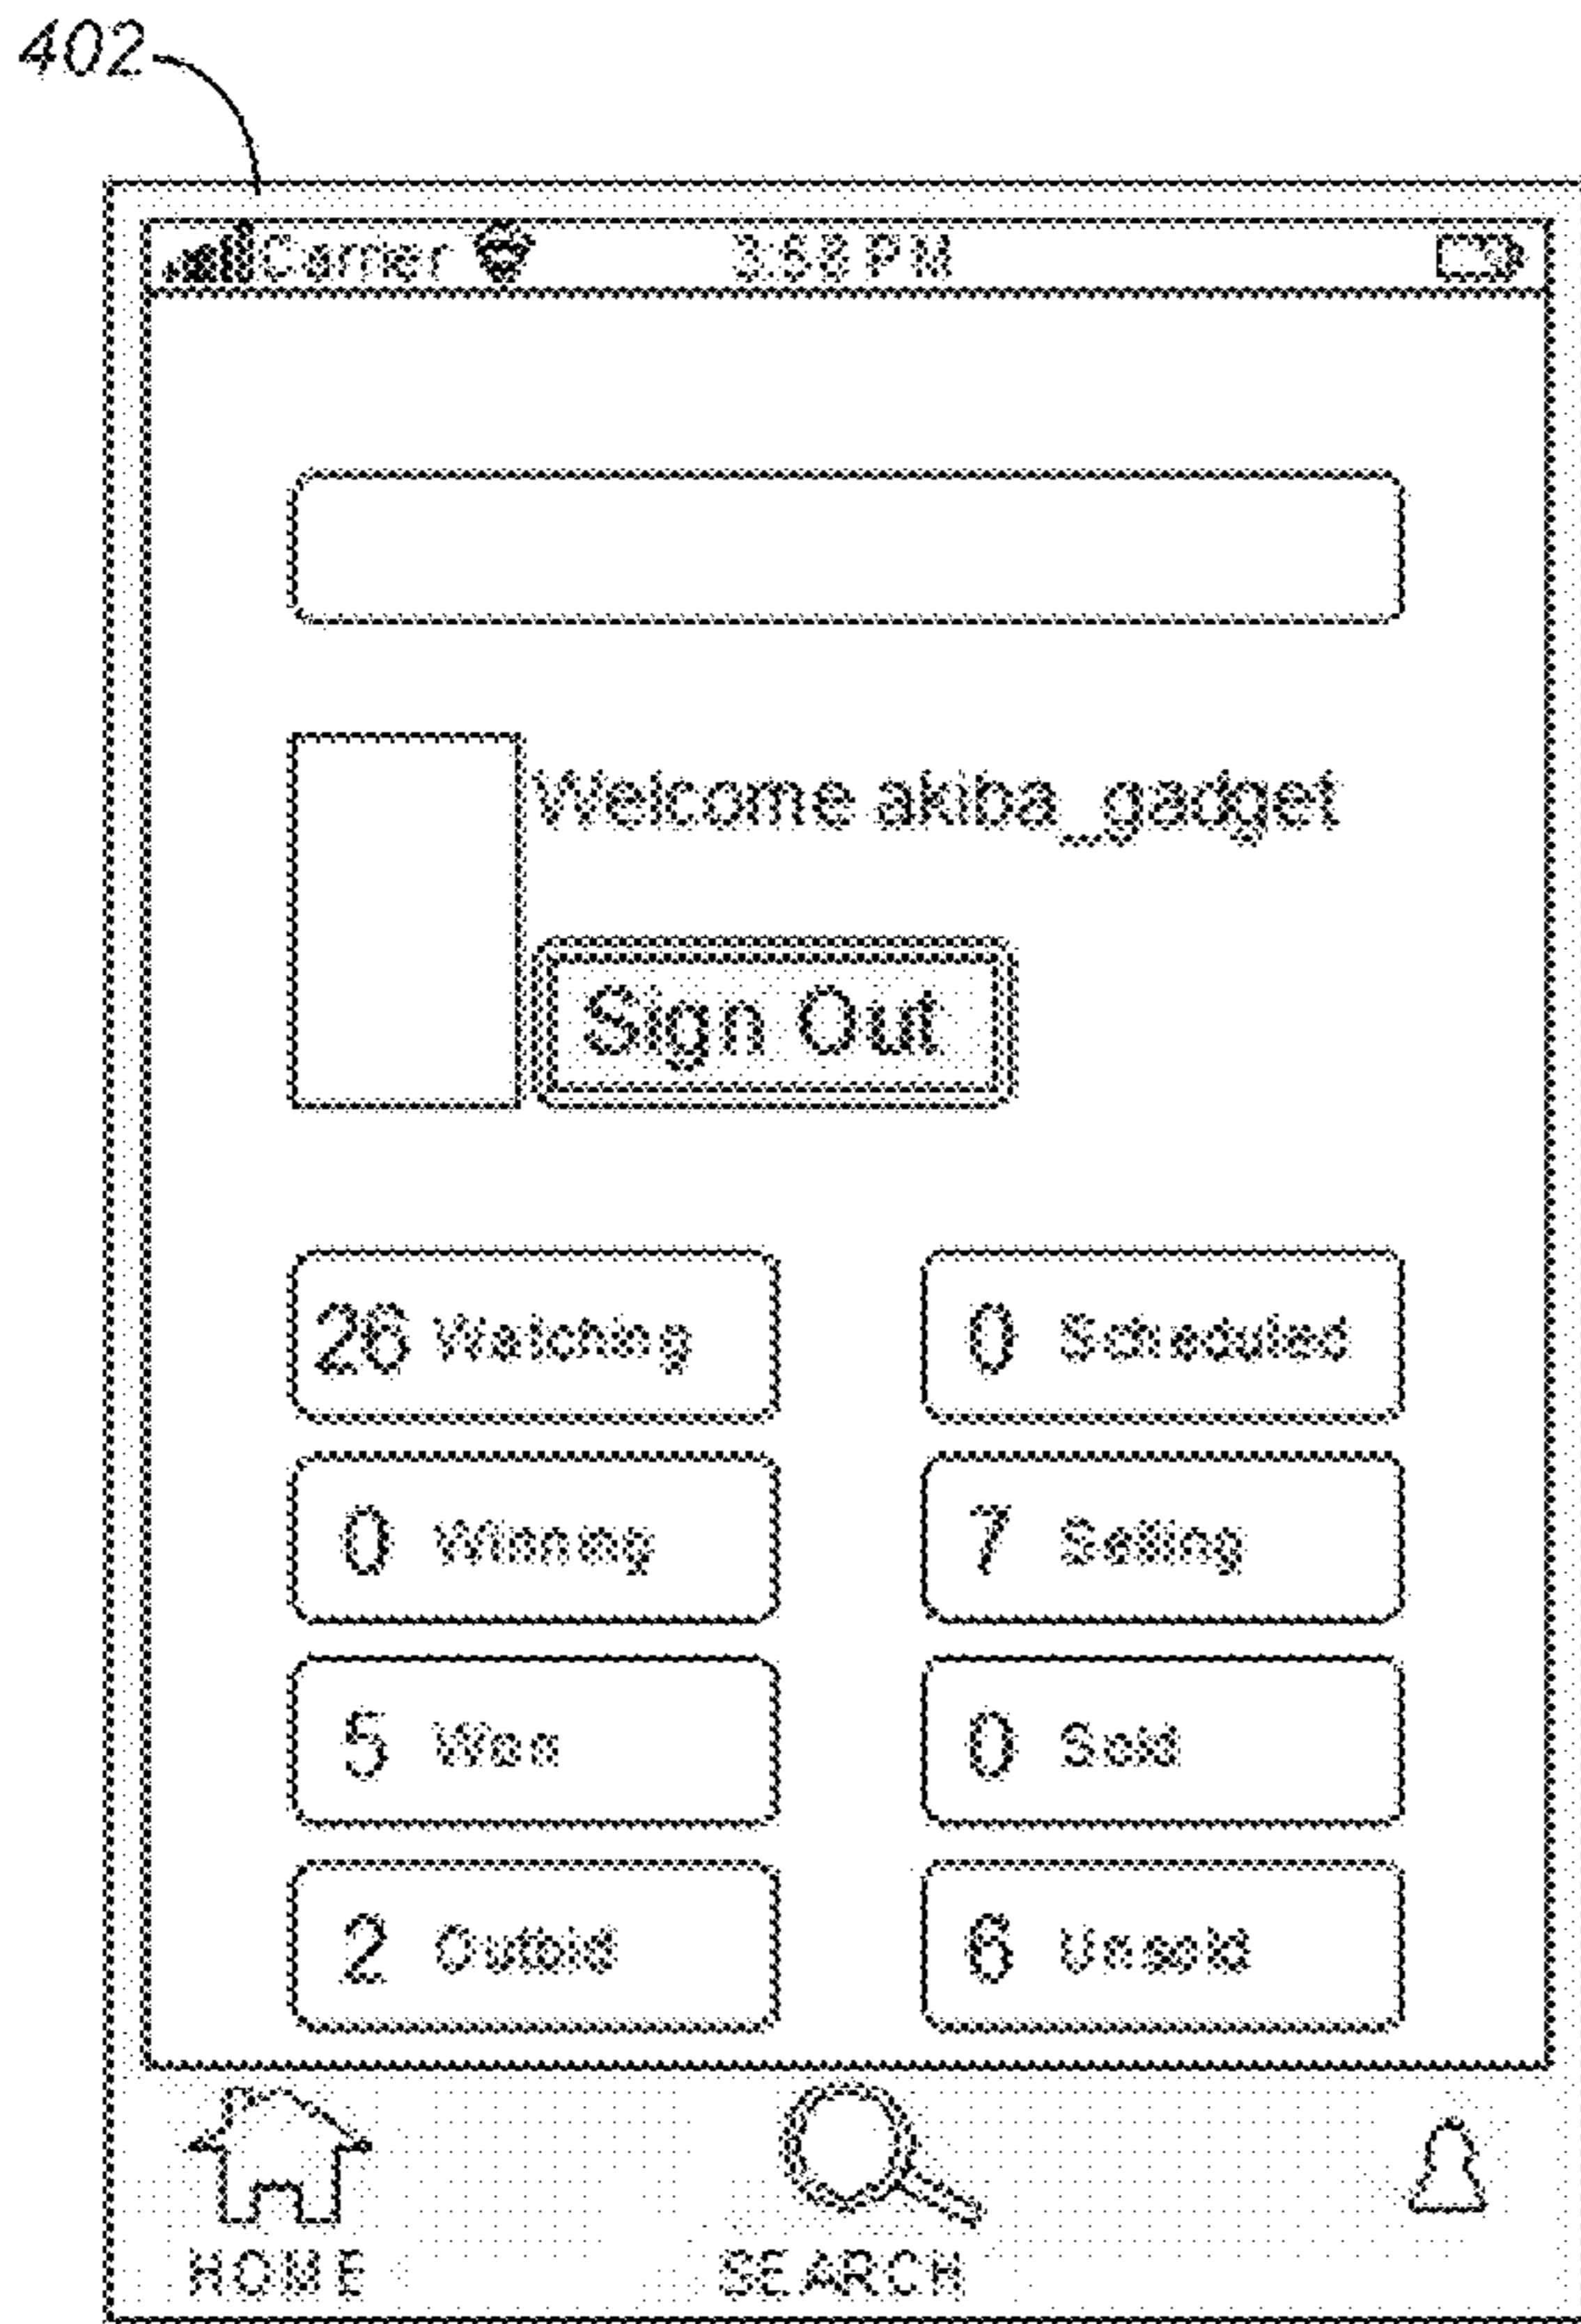 402
Carrier 3:58 PM
Welcome akiba_gadget
Sign Out
26 Watching 0 Scheduled
0 Winning 7 Selling
5 Won 0 Sold
2 Outbid 6 Unsold
HOME SEARCH